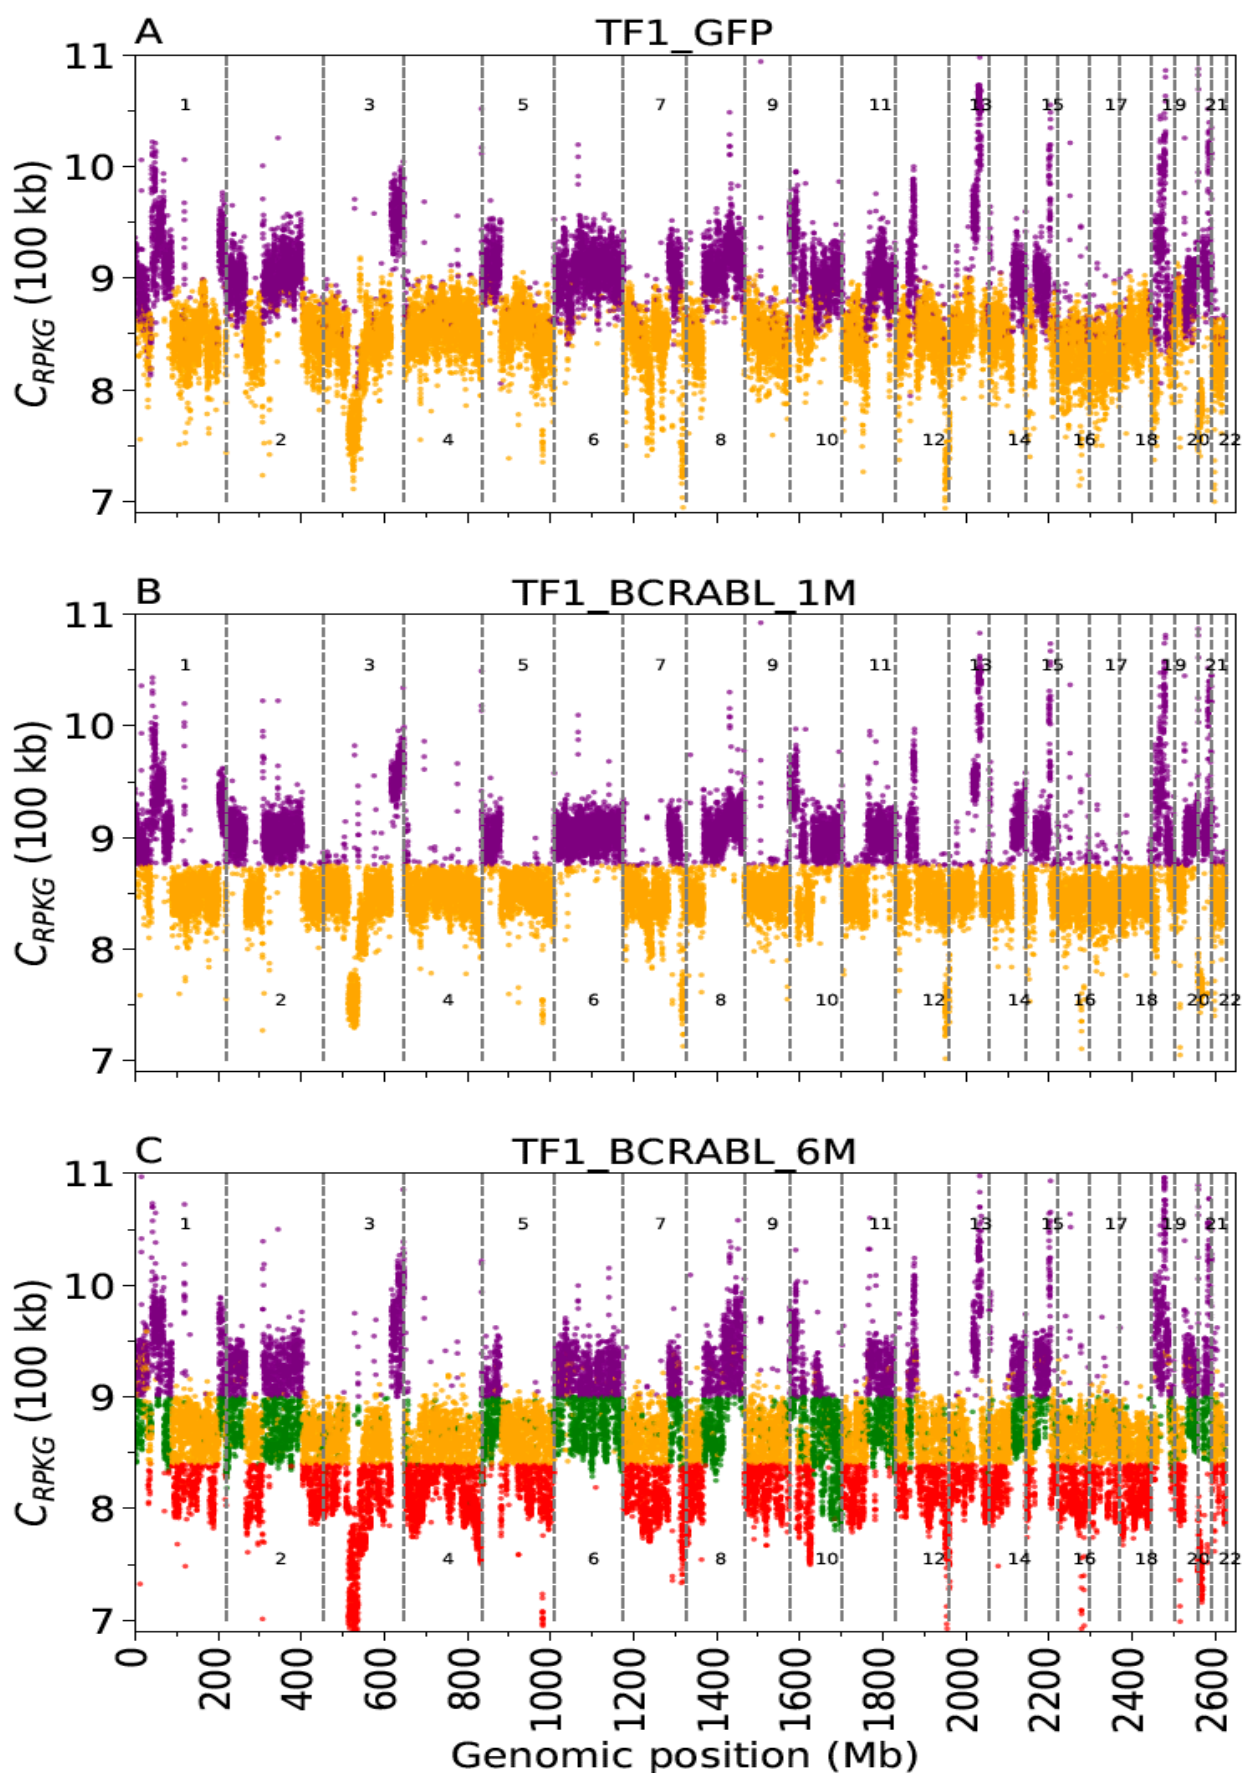 A TF1_GFP
11
10
9
8
7
C_RPKG (100 kb)
1 3 5 7 9 11 13 15 17 19 21
2 4 6 8 10 12 14 16 18 20 22
B TF1_BCRABL_1M
11
10
9
8
7
C_RPKG (100 kb)
1 3 5 7 9 11 13 15 17 19 21
2 4 6 8 10 12 14 16 18 20 22
C TF1_BCRABL_6M
11
10
9
8
7
C_RPKG (100 kb)
1 3 5 7 9 11 13 15 17 19 21
2 4 6 8 10 12 14 16 18 20 22
0 200 400 600 800 1000 1200 1400 1600 1800 2000 2200 2400 2600
Genomic position (Mb)